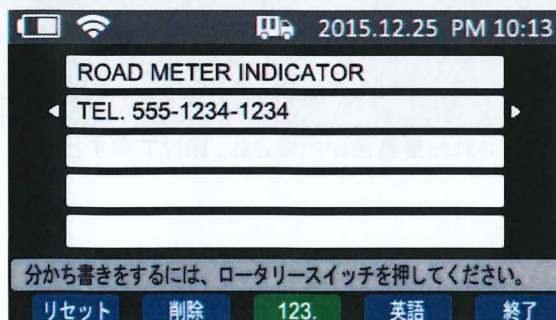 2015.12.25 PM 10:13
ROAD METER INDICATOR
TEL. 555-1234-1234
分かち書きをするには、ロータリースイッチを押してください。
リセット 削除 123. 英語 終了